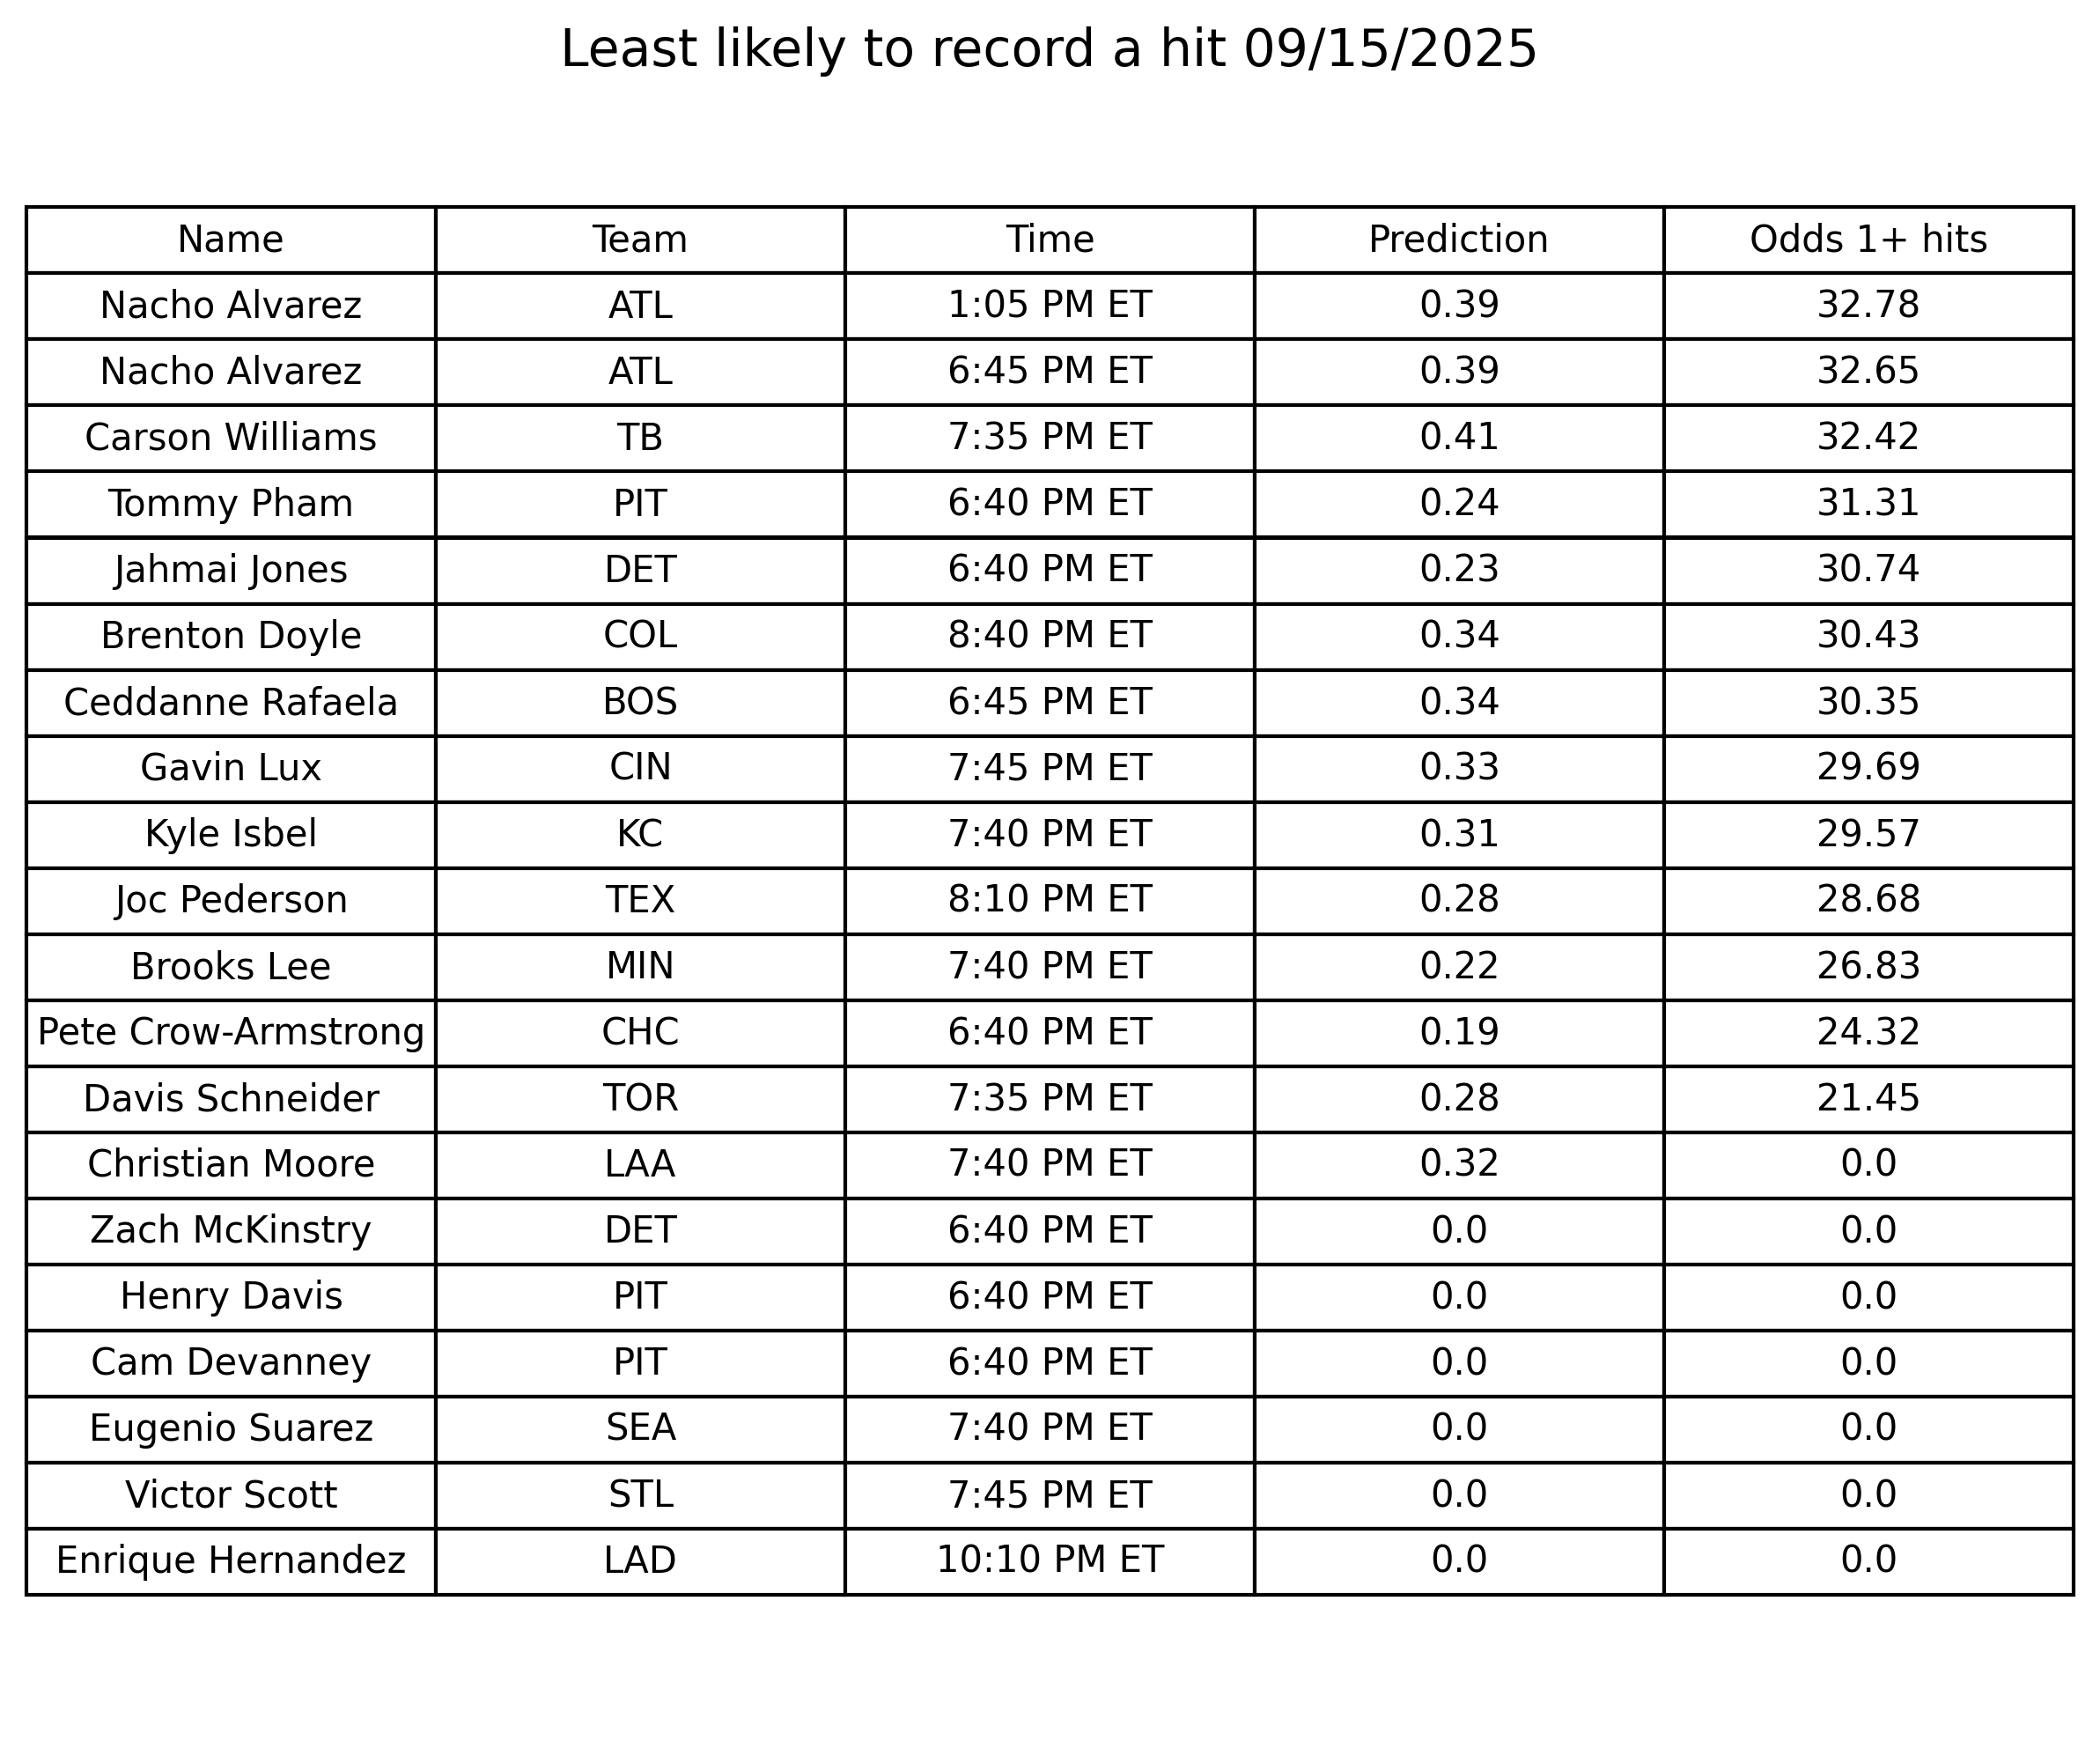 Least likely to record a hit 09/15/2025
Name Team Time Prediction Odds 1+ hits
Nacho Alvarez ATL 1:05 PM ET 0.39 32.78
Nacho Alvarez ATL 6:45 PM ET 0.39 32.65
Carson Williams TB 7:35 PM ET 0.41 32.42
Tommy Pham PIT 6:40 PM ET 0.24 31.31
Jahmai Jones DET 6:40 PM ET 0.23 30.74
Brenton Doyle COL 8:40 PM ET 0.34 30.43
Ceddanne Rafaela BOS 6:45 PM ET 0.34 30.35
Gavin Lux CIN 7:45 PM ET 0.33 29.69
Kyle Isbel KC 7:40 PM ET 0.31 29.57
Joc Pederson TEX 8:10 PM ET 0.28 28.68
Brooks Lee MIN 7:40 PM ET 0.22 26.83
Pete Crow-Armstrong CHC 6:40 PM ET 0.19 24.32
Davis Schneider TOR 7:35 PM ET 0.28 21.45
Christian Moore LAA 7:40 PM ET 0.32 0.0
Zach McKinstry DET 6:40 PM ET 0.0 0.0
Henry Davis PIT 6:40 PM ET 0.0 0.0
Cam Devanney PIT 6:40 PM ET 0.0 0.0
Eugenio Suarez SEA 7:40 PM ET 0.0 0.0
Victor Scott STL 7:45 PM ET 0.0 0.0
Enrique Hernandez LAD 10:10 PM ET 0.0 0.0